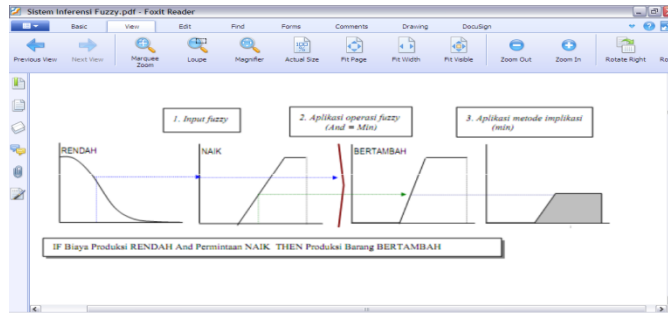 Sistem Inferensi Fuzzy.pdf - Foxit Reader
Basic View Edit Find Forms Comments Drawing DocuSign
Previous View Next View Marquee Zoom Loupe Magnifier Actual Size Fit Page Fit Width Fit Visible Zoom Out Zoom In Rotate Right Ro
1. Input fuzzy
2. Aplikasi operasi fuzzy
(And = Min)
3. Aplikasi metode implikasi
(min)
RENDAH NAIK BERTAMBAH
IF Biaya Produksi RENDAH And Permintaan NAIK THEN Produksi Barang BERTAMBAH